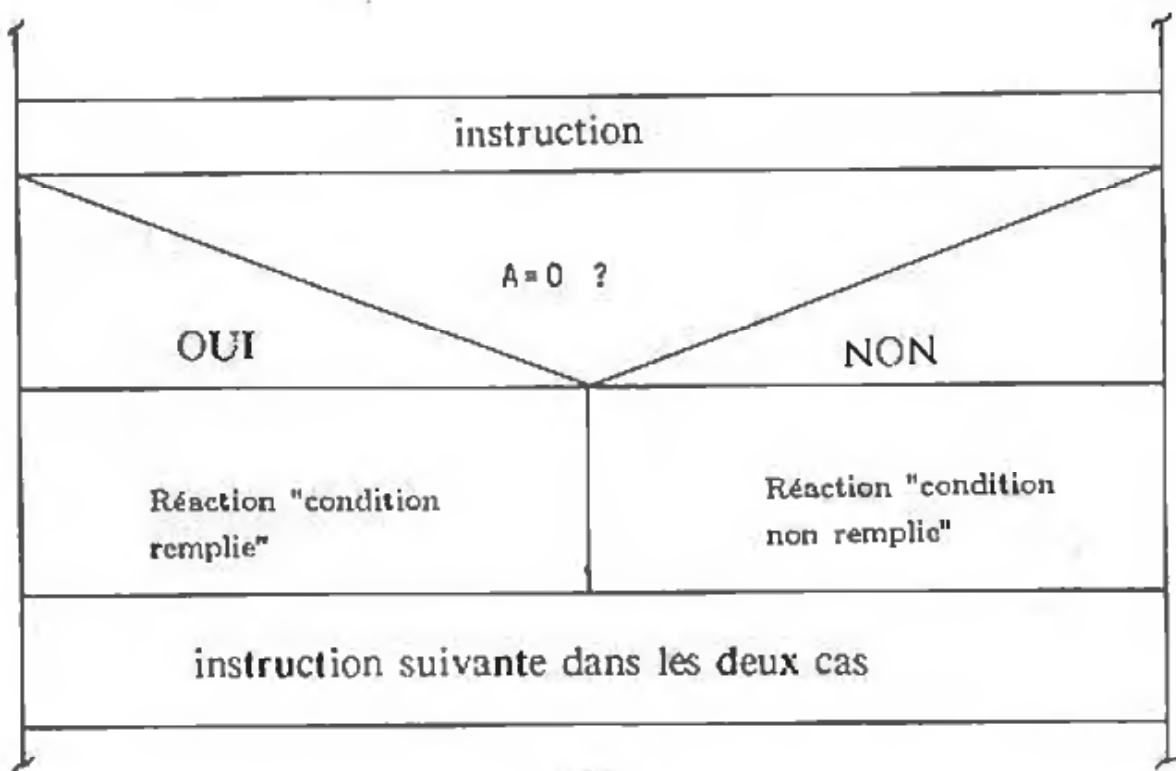 instruction
A=0 ?
OUI
NON
Réaction "condition
remplie"
Réaction "condition
non remplie"
instruction suivante dans les deux cas